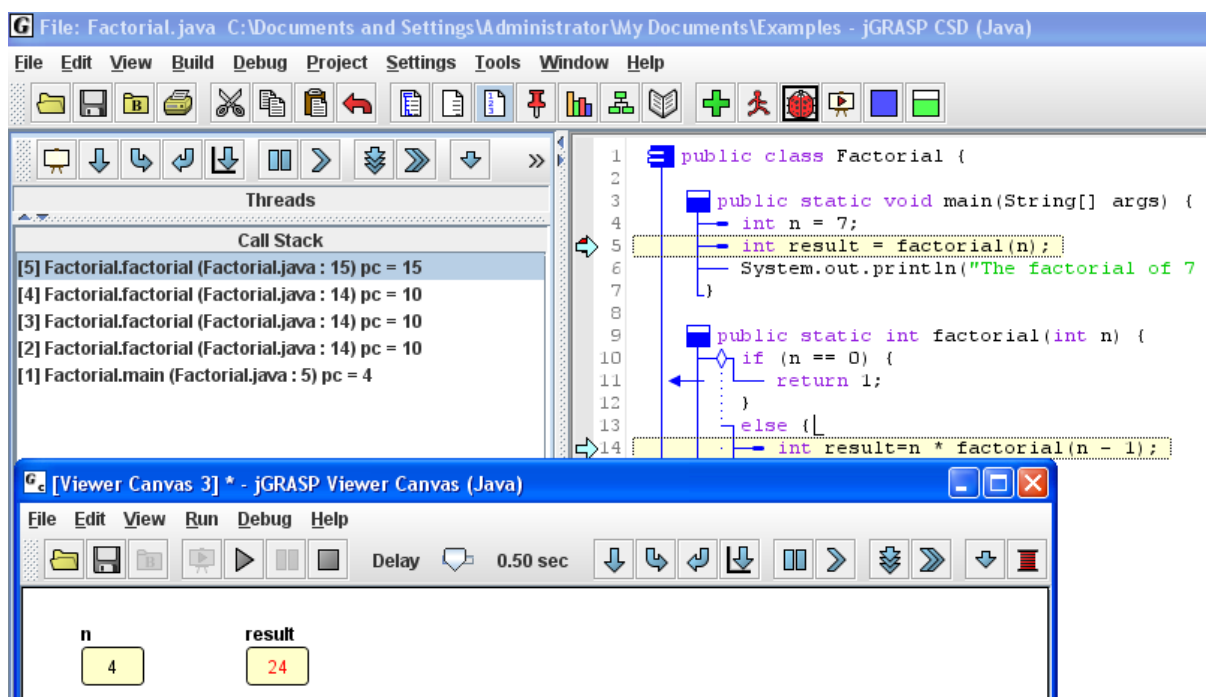 File: Factorial.java C:\Documents and Settings\Administrator\My Documents\Examples - jGRASP CSD (Java)
File Edit View Build Debug Project Settings Tools Window Help
Threads
Call Stack
[5] Factorial.factorial (Factorial.java : 15) pc = 15
[4] Factorial.factorial (Factorial.java : 14) pc = 10
[3] Factorial.factorial (Factorial.java : 14) pc = 10
[2] Factorial.factorial (Factorial.java : 14) pc = 10
[1] Factorial.main (Factorial.java : 5) pc = 4
1 public class Factorial {
2
3 public static void main(String[] args) {
4 int n = 7;
5 int result = factorial(n);
6 System.out.println("The factorial of 7
7 }
8
9 public static int factorial(int n) {
10 if (n == 0) {
11 return 1;
12 }
13 else {
14 int result=n * factorial(n - 1);
[Viewer Canvas 3] * - jGRASP Viewer Canvas (Java)
File Edit View Run Debug Help
Delay 0.50 sec
n result
4 24